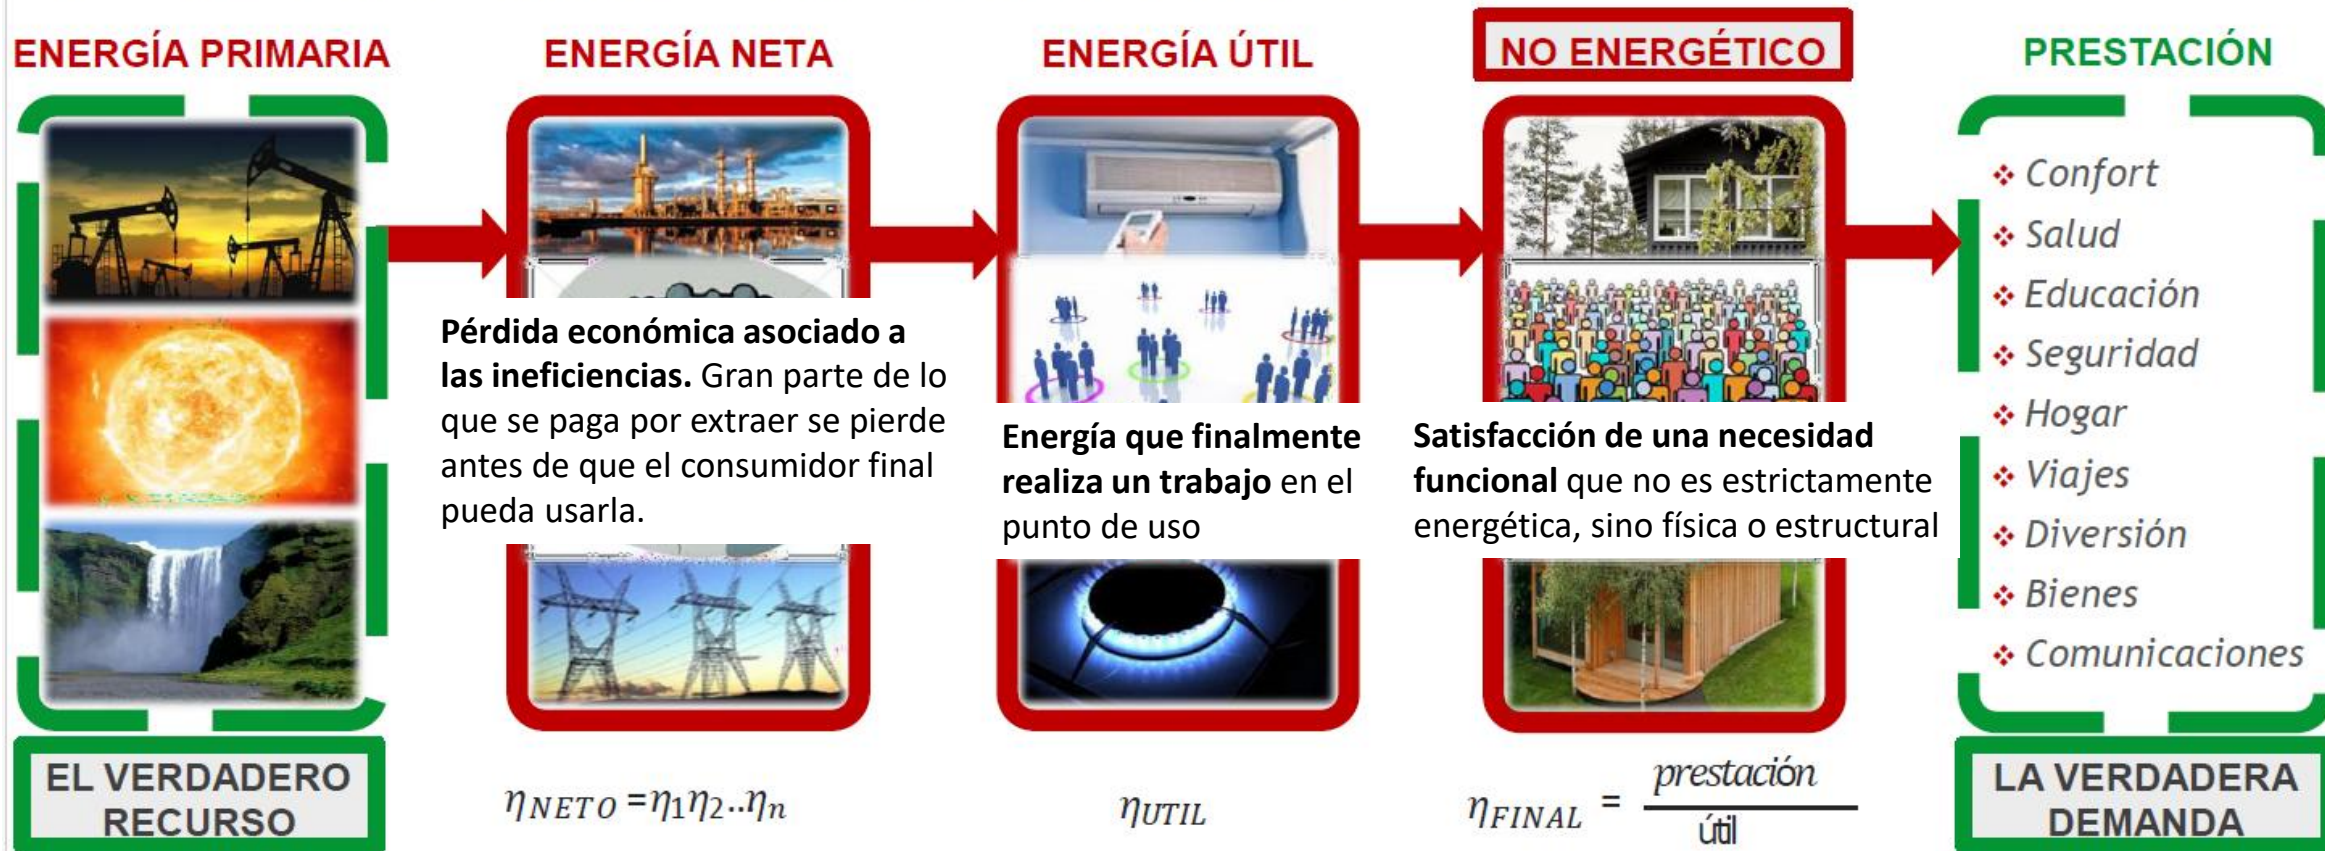 ENERGÍA PRIMARIA
EL VERDADERO
RECURSO
ENERGÍA NETA
Pérdida económica asociado a
las ineficiencias. Gran parte de lo
que se paga por extraer se pierde
antes de que el consumidor final
pueda usarla.
η_NETO = η₁η₂..ηₙ
ENERGÍA ÚTIL
Energía que finalmente
realiza un trabajo en el
punto de uso
η_UTIL
NO ENERGÉTICO
Satisfacción de una necesidad
funcional que no es estrictamente
energética, sino física o estructural
η_FINAL = prestación
útil
PRESTACIÓN
❖ Confort
❖ Salud
❖ Educación
❖ Seguridad
❖ Hogar
❖ Viajes
❖ Diversión
❖ Bienes
❖ Comunicaciones
LA VERDADERA
DEMANDA